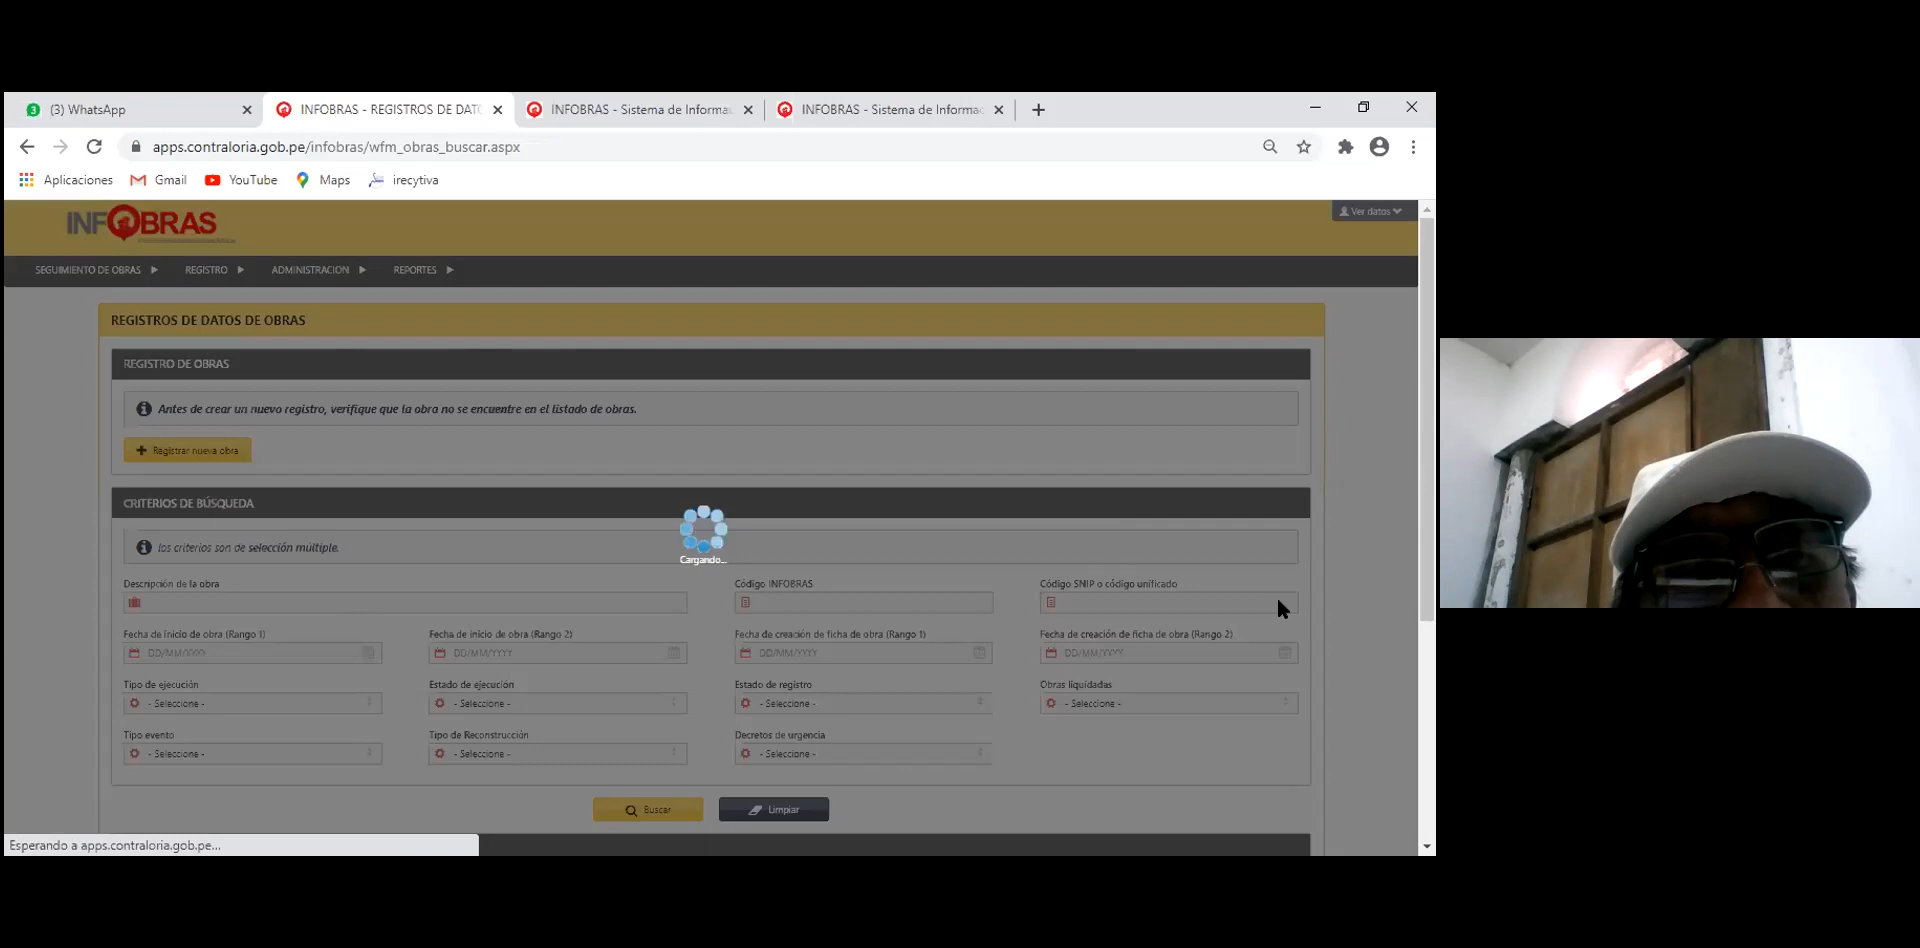 (3) WhatsApp
INFOBRAS - REGISTROS DE DATO
INFOBRAS - Sistema de Informac
INFOBRAS - Sistema de Informac
apps.contraloria.gob.pe/infobras/wfm_obras_buscar.aspx
Aplicaciones Gmail YouTube Maps irecytiva
INFOBRAS
Ver datos
SEGUIMIENTO DE OBRAS REGISTRO ADMINISTRACION REPORTES
REGISTROS DE DATOS DE OBRAS
REGISTRO DE OBRAS
Antes de crear un nuevo registro, verifique que la obra no se encuentre en el listado de obras.
Registrar nueva obra
CRITERIOS DE BÚSQUEDA
los criterios son de selección múltiple.
Cargando...
Descripción de la obra Código INFOBRAS Código SNIP o código unificado
Fecha de inicio de obra (Rango 1) Fecha de inicio de obra (Rango 2) Fecha de creación de ficha de obra (Rango 1) Fecha de creación de ficha de obra (Rango 2)
DD/MM/YYYY DD/MM/YYYY DD/MM/YYYY DD/MM/YYYY
Tipo de ejecución Estado de ejecución Estado de registro Obras liquidadas
- Seleccione - - Seleccione - - Seleccione - - Seleccione -
Tipo evento Tipo de Reconstrucción Decretos de urgencia
- Seleccione - - Seleccione - - Seleccione -
Buscar Limpiar
Esperando a apps.contraloria.gob.pe...